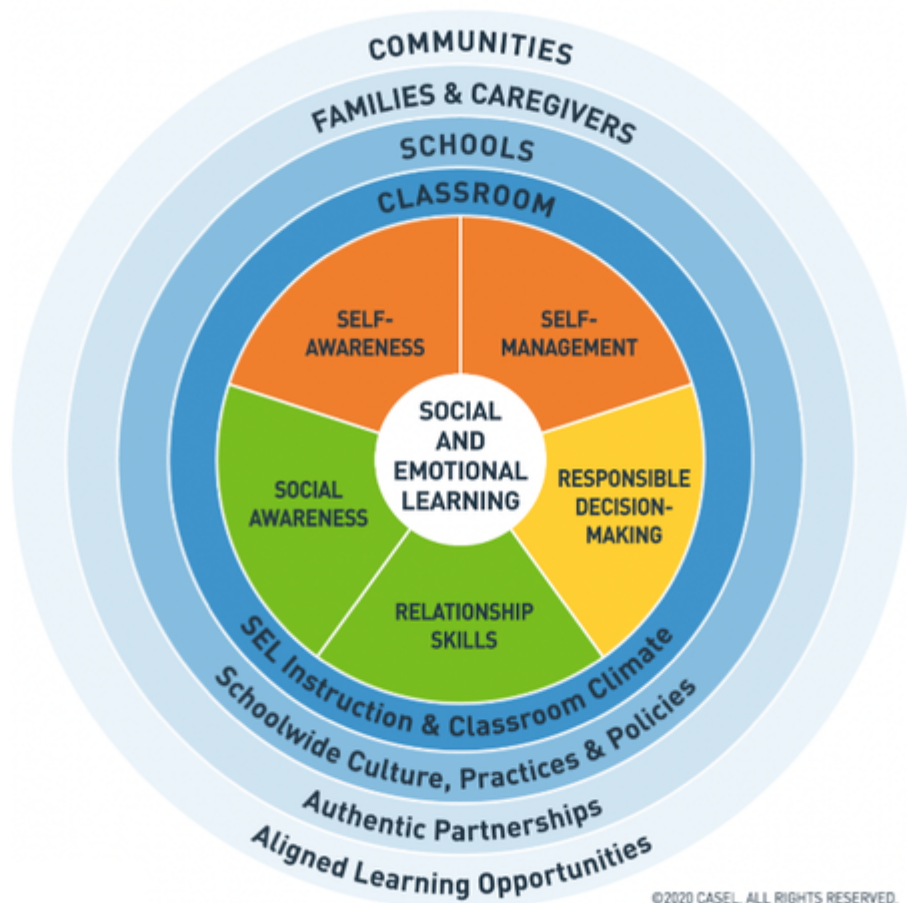 COMMUNITIES
FAMILIES & CAREGIVERS
SCHOOLS
CLASSROOM
SELF-
AWARENESS
SELF-
MANAGEMENT
SOCIAL
AND
EMOTIONAL
LEARNING
SOCIAL
AWARENESS
RESPONSIBLE
DECISION-
MAKING
RELATIONSHIP
SKILLS
SEL Instruction & Classroom Climate
Schoolwide Culture, Practices & Policies
Authentic Partnerships
Aligned Learning Opportunities
©2020 CASEL. ALL RIGHTS RESERVED.